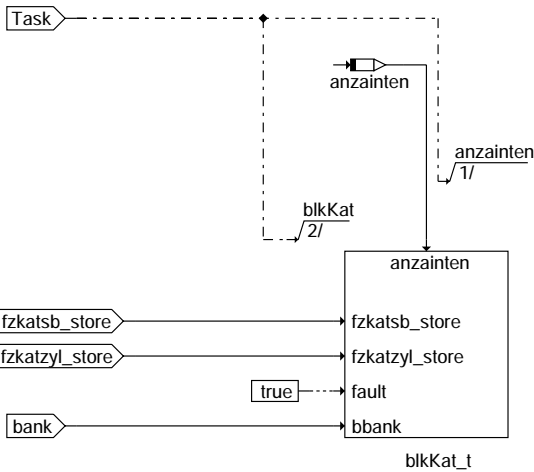 Task
anzainten
anzainten
1/
blkKat
2/
anzainten
fzkatsb_store
fzkatsb_store
fzkatzyl_store
fzkatzyl_store
true
fault
bank
bbank
blkKat_t